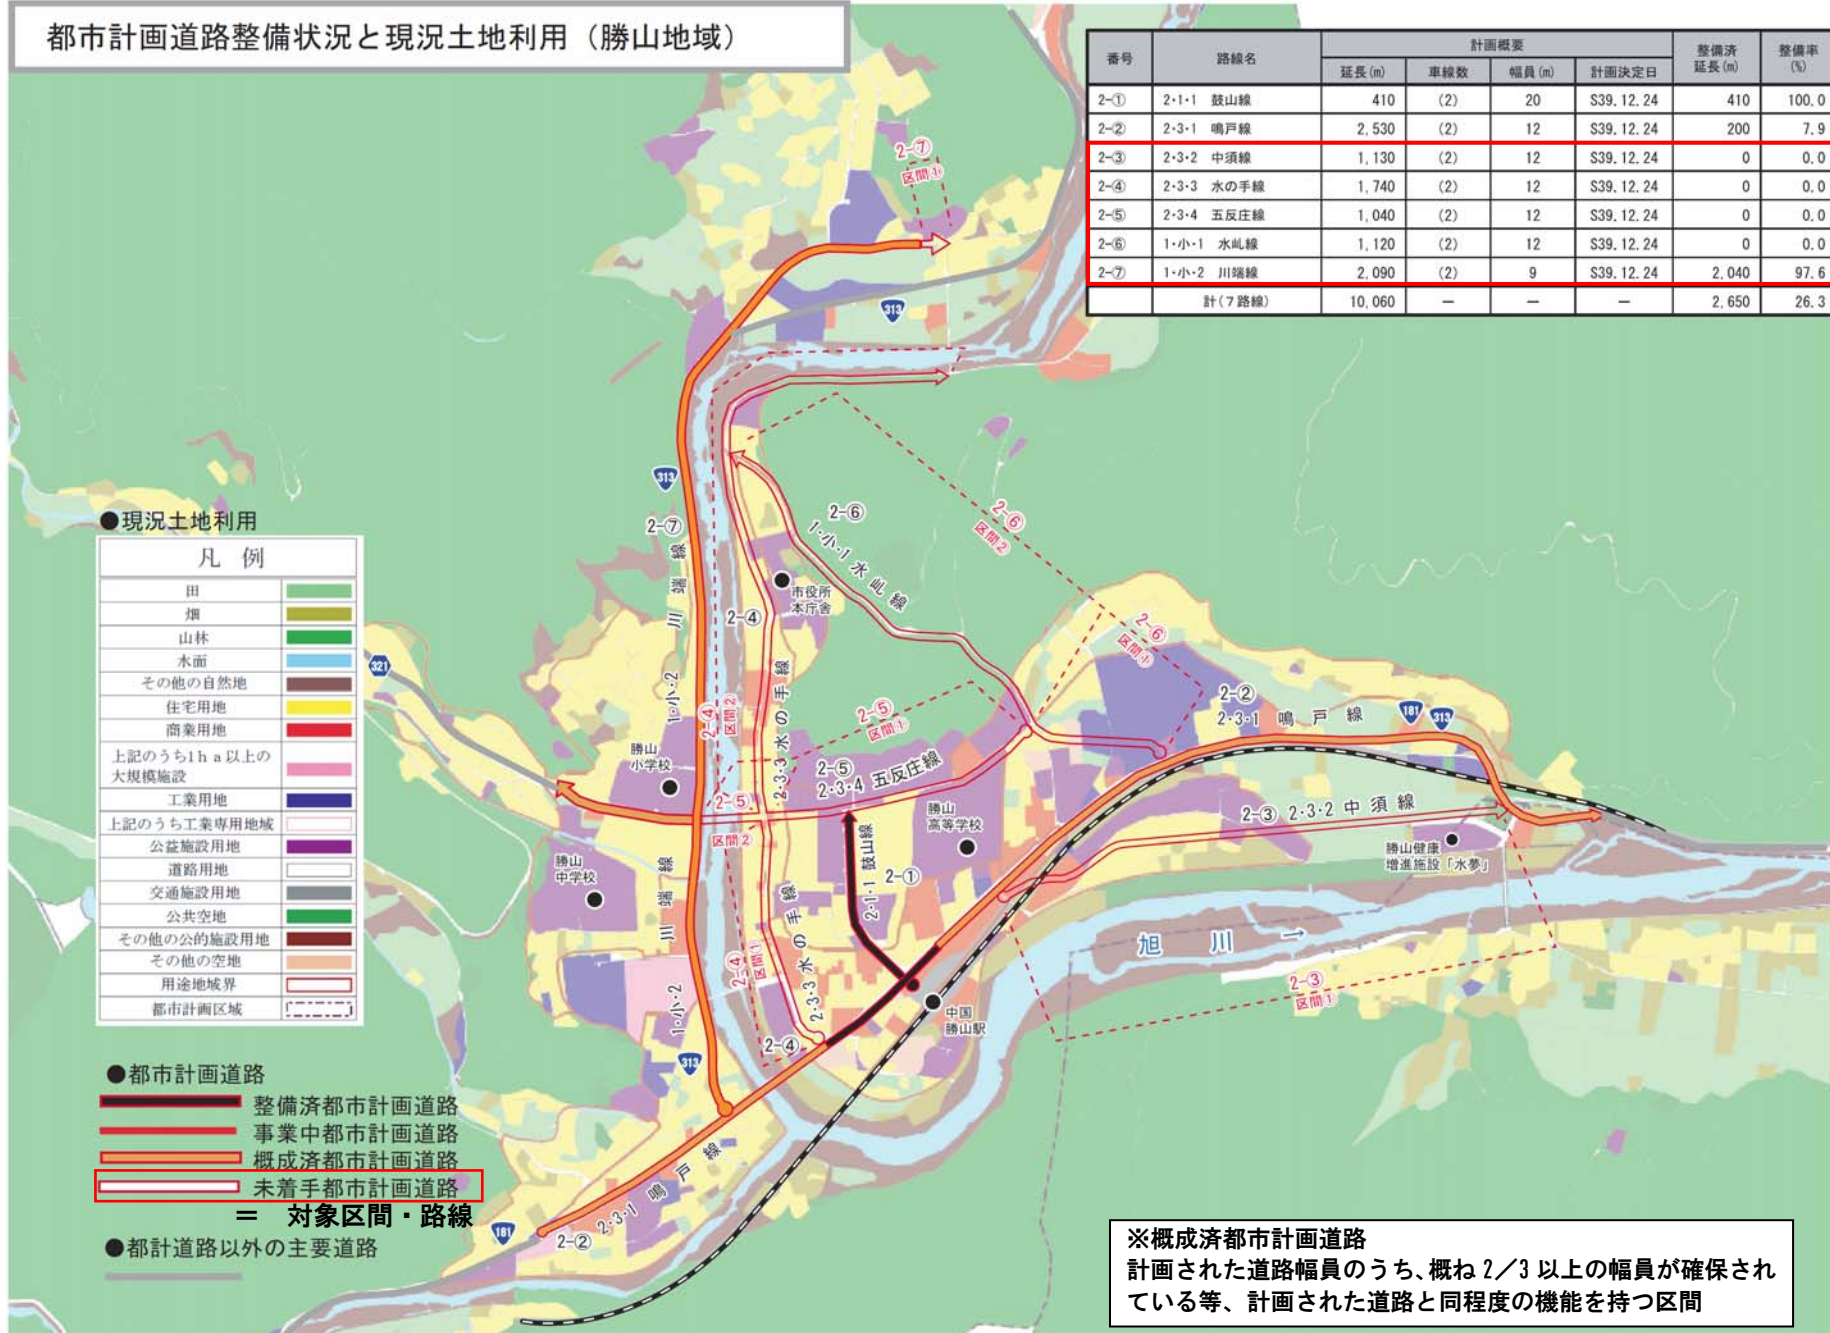 都市計画道路整備状況と現況土地利用（勝山地域）
番号 路線名 計画概要 整備済延長(m) 整備率(%)
延長(m) 車線数 幅員(m) 計画決定日
2-① 2・1・1 鼓山線 410 (2) 20 S39.12.24 410 100.0
2-② 2・3・1 鳴戸線 2,530 (2) 12 S39.12.24 200 7.9
2-③ 2・3・2 中須線 1,130 (2) 12 S39.12.24 0 0.0
2-④ 2・3・3 水の手線 1,740 (2) 12 S39.12.24 0 0.0
2-⑤ 2・3・4 五反庄線 1,040 (2) 12 S39.12.24 0 0.0
2-⑥ 1・小・1 水乢線 1,120 (2) 12 S39.12.24 0 0.0
2-⑦ 1・小・2 川端線 2,090 (2) 9 S39.12.24 2,040 97.6
計(7路線) 10,060 － － － 2,650 26.3
2-⑦
区間①
313
313
2-⑦
1・小・2 川端線
2-⑥
1・小・1 水乢線
2-⑥
区間②
2-⑥
区間①
市役所
本庁舎
2-④
2・3・3 水の手線
2-④
区間②
2-⑤
区間①
321
勝山
小学校
2-⑤
2・3・4 五反庄線
2-⑤
区間2
2-②
2・3・1 鳴戸線
181
313
2-③ 2・3・2 中須線
勝山
高等学校
勝山健康
増進施設「水夢」
勝山
中学校
2・1・1 鼓山線
2-①
1・小・2 川端線
2-④
区間①
2・3・3 水の手線
旭川 →
2-③
区間①
中国
勝山駅
2-④
313
181
2-②
2・3・1 鳴戸線
●現況土地利用
凡 例
田
畑
山林
水面
その他の自然地
住宅用地
商業用地
上記のうち1ha以上の
大規模施設
工業用地
上記のうち工業専用地域
公益施設用地
道路用地
交通施設用地
公共空地
その他の公的施設用地
その他の空地
用途地域界
都市計画区域
●都市計画道路
整備済都市計画道路
事業中都市計画道路
概成済都市計画道路
未着手都市計画道路
＝ 対象区間・路線
●都計道路以外の主要道路
※概成済都市計画道路
計画された道路幅員のうち、概ね2／3以上の幅員が確保され
ている等、計画された道路と同程度の機能を持つ区間